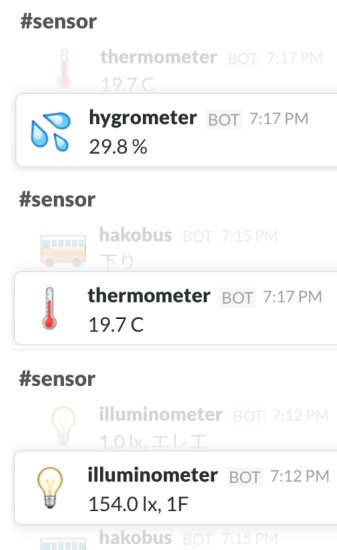 #sensor
thermometer BOT 7:17 PM
19.7 C
hygrometer BOT 7:17 PM
29.8 %
#sensor
hakobus BOT 7:15 PM
下り
thermometer BOT 7:17 PM
19.7 C
#sensor
illuminometer BOT 7:12 PM
1.0 lx, エレエ
illuminometer BOT 7:12 PM
154.0 lx, 1F
hakobus BOT 7:15 PM